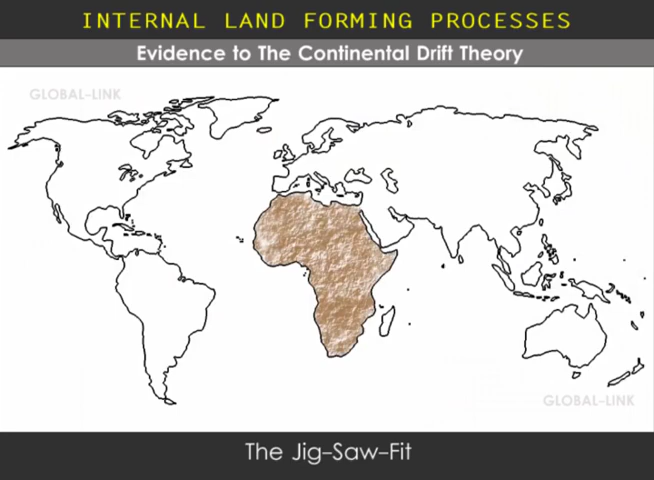 INTERNAL LAND FORMING PROCESSES
Evidence to The Continental Drift Theory
GLOBAL-LINK
GLOBAL-LINK
The Jig-Saw-Fit